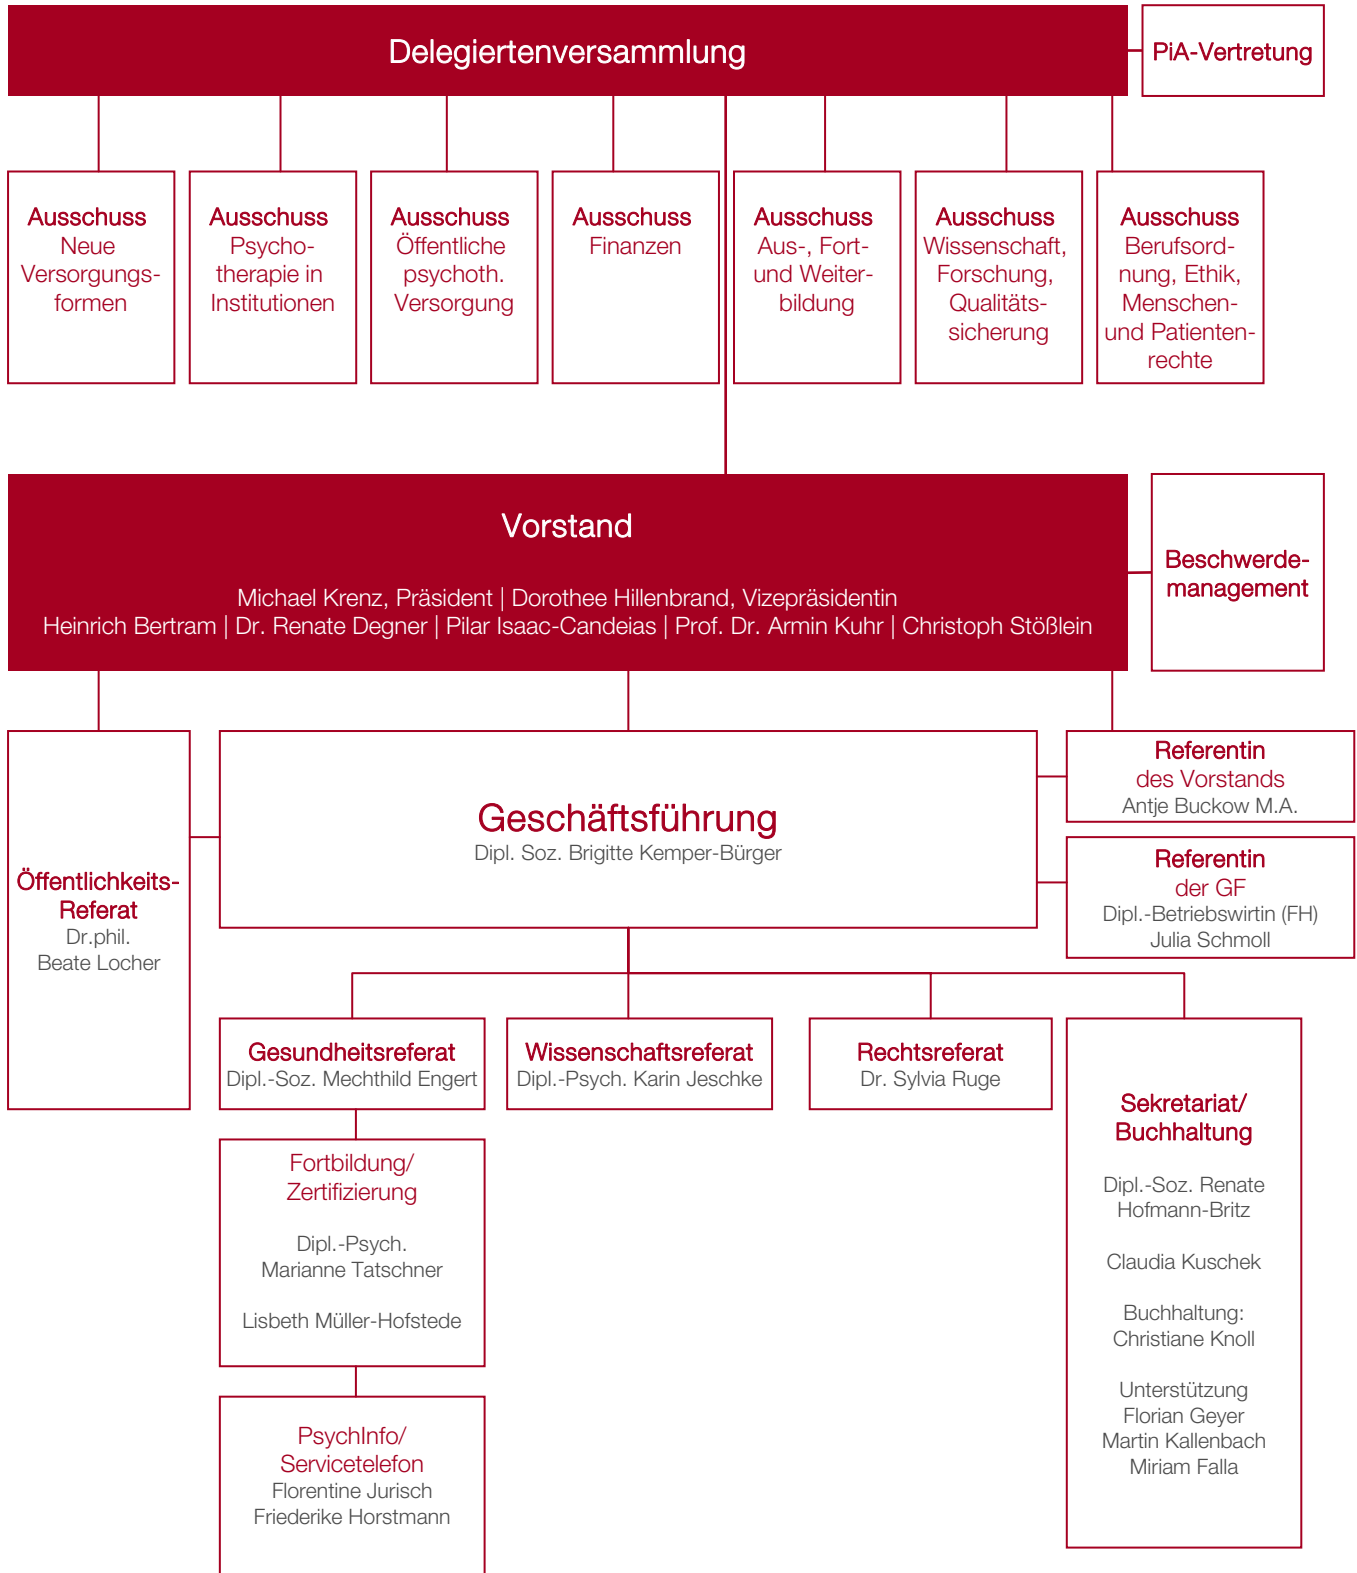 Delegiertenversammlung
PiA-Vertretung
Ausschuss
Neue
Versorgungs-
formen
Ausschuss
Psycho-
therapie in
Institutionen
Ausschuss
Öffentliche
psychoth.
Versorgung
Ausschuss
Finanzen
Ausschuss
Aus-, Fort-
und Weiter-
bildung
Ausschuss
Wissenschaft,
Forschung,
Qualitäts-
sicherung
Ausschuss
Berufsord-
nung, Ethik,
Menschen-
und Patienten-
rechte
Vorstand
Michael Krenz, Präsident | Dorothee Hillenbrand, Vizepräsidentin
Heinrich Bertram | Dr. Renate Degner | Pilar Isaac-Candeias | Prof. Dr. Armin Kuhr | Christoph Stößlein
Beschwerde-
management
Öffentlichkeits-
Referat
Dr.phil.
Beate Locher
Geschäftsführung
Dipl. Soz. Brigitte Kemper-Bürger
Referentin
des Vorstands
Antje Buckow M.A.
Referentin
der GF
Dipl.-Betriebswirtin (FH)
Julia Schmoll
Gesundheitsreferat
Dipl.-Soz. Mechthild Engert
Wissenschaftsreferat
Dipl.-Psych. Karin Jeschke
Rechtsreferat
Dr. Sylvia Ruge
Sekretariat/
Buchhaltung
Dipl.-Soz. Renate
Hofmann-Britz
Claudia Kuschek
Buchhaltung:
Christiane Knoll
Unterstützung
Florian Geyer
Martin Kallenbach
Miriam Falla
Fortbildung/
Zertifizierung
Dipl.-Psych.
Marianne Tatschner
Lisbeth Müller-Hofstede
PsychInfo/
Servicetelefon
Florentine Jurisch
Friederike Horstmann